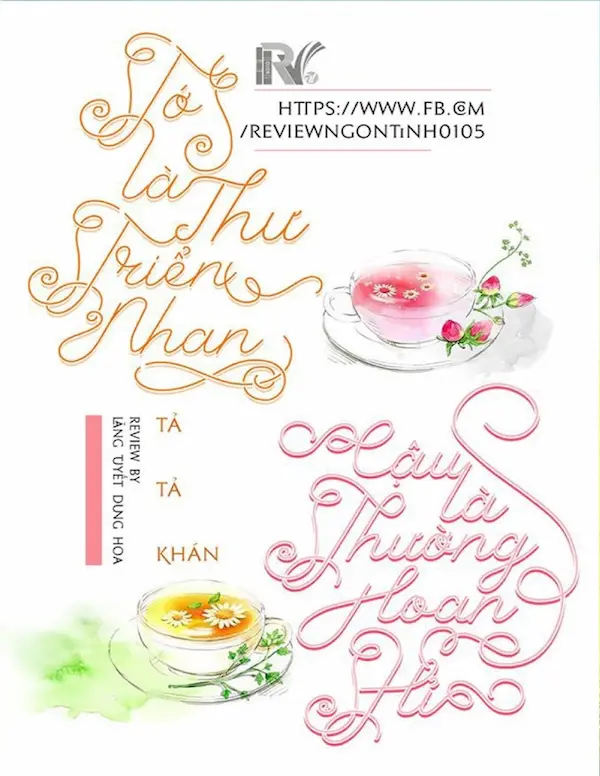 RV
HTTPS://WWW.FB.COM
/REVIEWNGONTINH0105
Tớ
là Thư
Triển
Nhan
TẢ
TẢ
KHÁN
REVIEW BY
LĂNG TUYẾT DUNG HOA
Cậu
là
Thường
Hoan
Hỉ